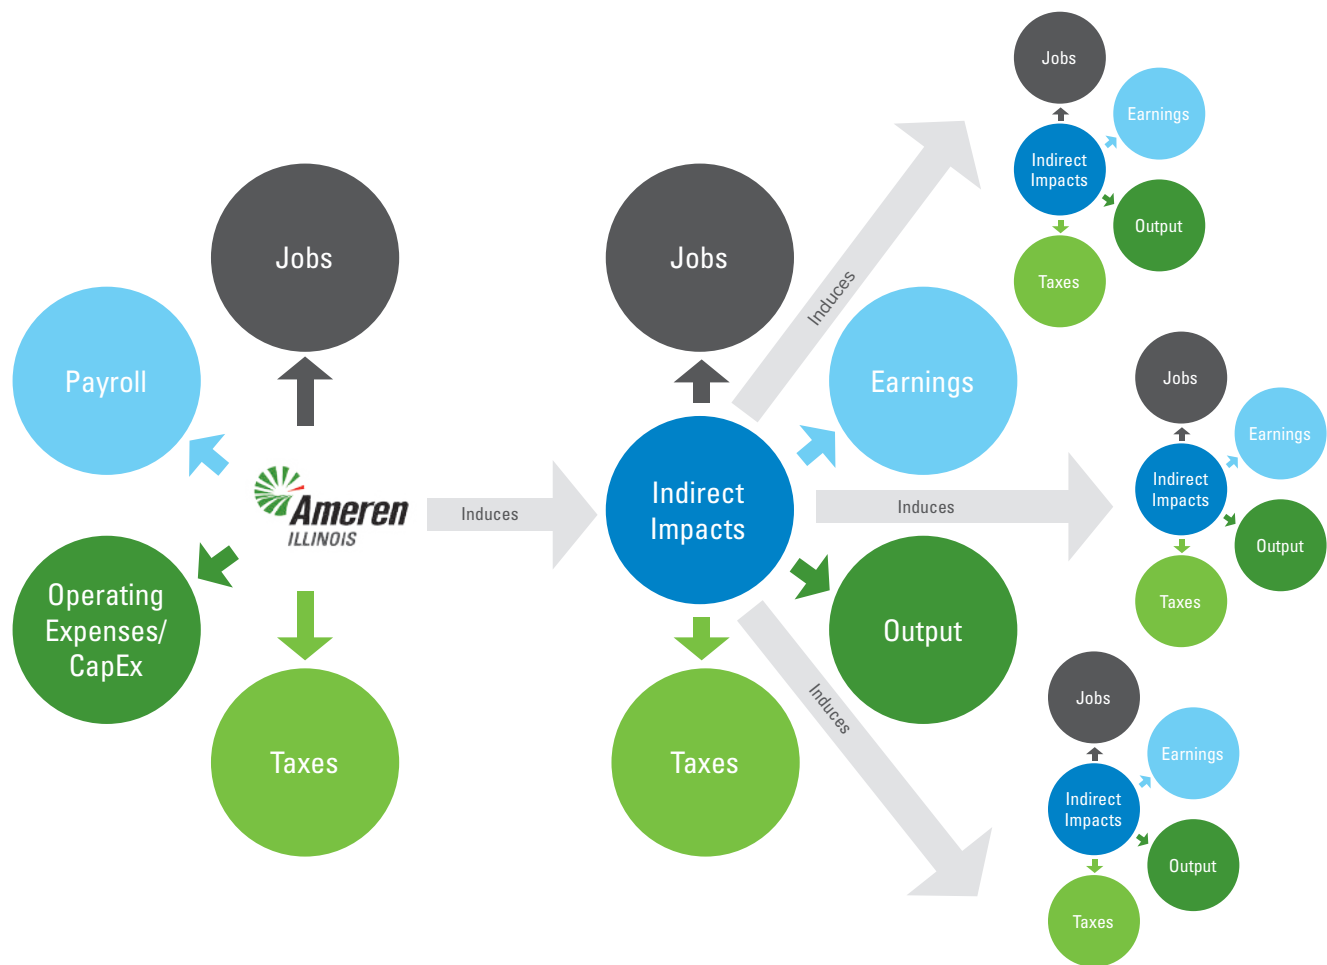 Jobs
Payroll
Ameren
ILLINOIS
Operating
Expenses/
CapEx
Taxes
Induces
Jobs
Earnings
Indirect
Impacts
Output
Taxes
Induces
Jobs
Earnings
Indirect
Impacts
Output
Taxes
Induces
Jobs
Earnings
Indirect
Impacts
Output
Taxes
Induces
Jobs
Earnings
Indirect
Impacts
Output
Taxes